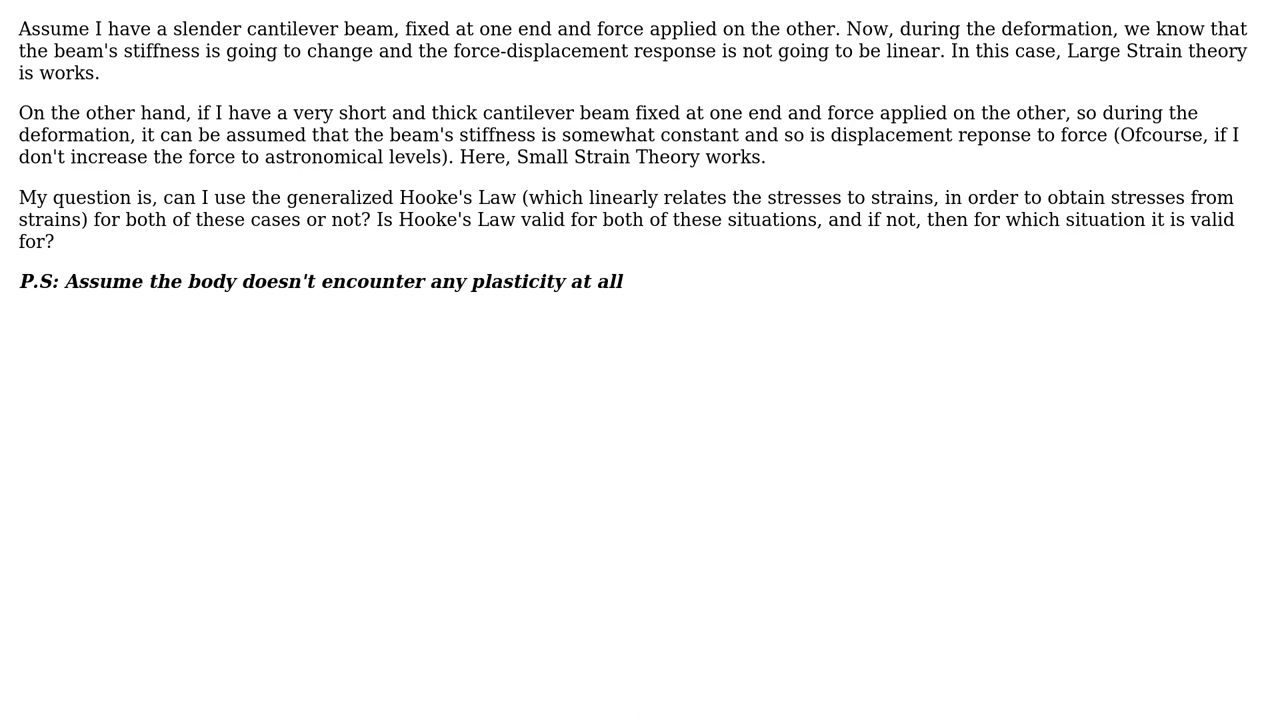 Assume I have a slender cantilever beam, fixed at one end and force applied on the other. Now, during the deformation, we know that
the beam's stiffness is going to change and the force-displacement response is not going to be linear. In this case, Large Strain theory
is works.
On the other hand, if I have a very short and thick cantilever beam fixed at one end and force applied on the other, so during the
deformation, it can be assumed that the beam's stiffness is somewhat constant and so is displacement reponse to force (Ofcourse, if I
don't increase the force to astronomical levels). Here, Small Strain Theory works.
My question is, can I use the generalized Hooke's Law (which linearly relates the stresses to strains, in order to obtain stresses from
strains) for both of these cases or not? Is Hooke's Law valid for both of these situations, and if not, then for which situation it is valid
for?
P.S: Assume the body doesn't encounter any plasticity at all